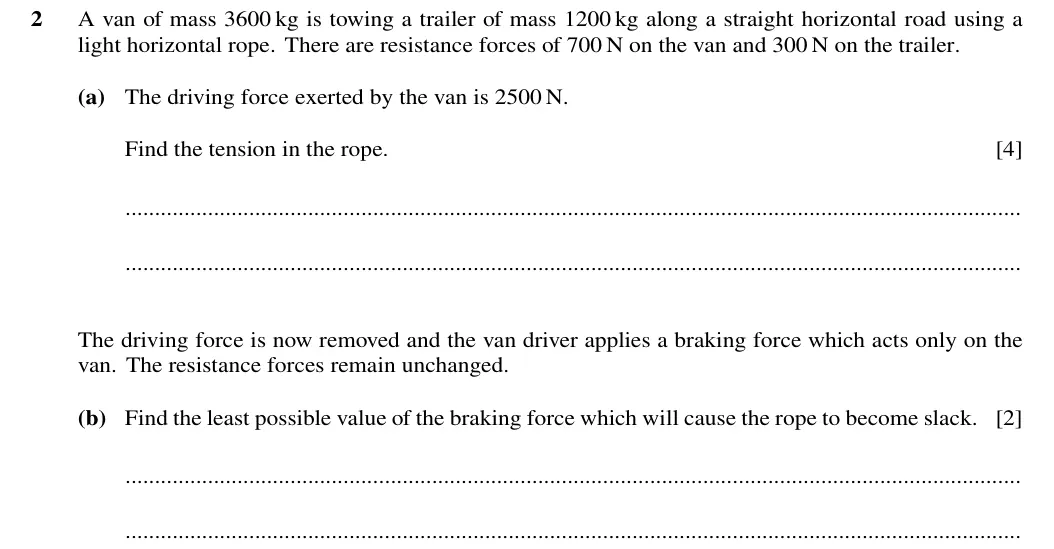 2 A van of mass 3600 kg is towing a trailer of mass 1200 kg along a straight horizontal road using a
light horizontal rope. There are resistance forces of 700 N on the van and 300 N on the trailer.
(a) The driving force exerted by the van is 2500 N.
Find the tension in the rope. [4]
The driving force is now removed and the van driver applies a braking force which acts only on the
van. The resistance forces remain unchanged.
(b) Find the least possible value of the braking force which will cause the rope to become slack. [2]